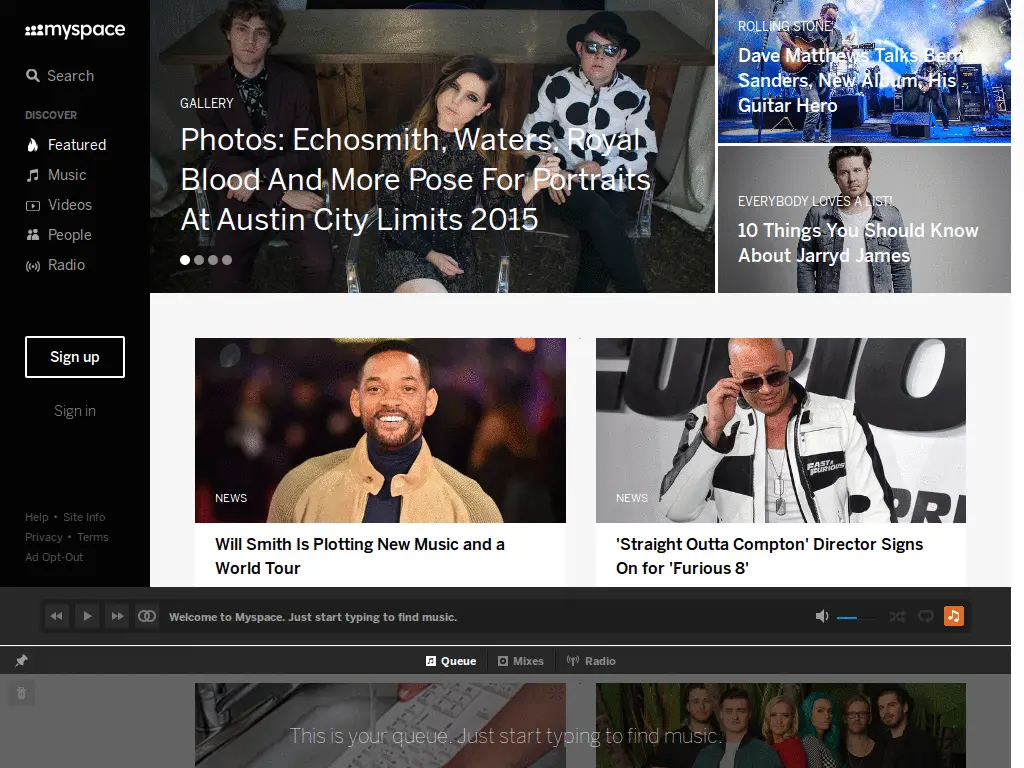 myspace
Search
DISCOVER
Featured
Music
Videos
People
Radio
Sign up
Sign in
Help • Site Info
Privacy • Terms
Ad Opt-Out
GALLERY
Photos: Echosmith, Waters, Royal
Blood And More Pose For Portraits
At Austin City Limits 2015
ROLLING STONE
Dave Matthews Talks Bernie
Sanders, New Album, His
Guitar Hero
EVERYBODY LOVES A LIST!
10 Things You Should Know
About Jarryd James
NEWS
Will Smith Is Plotting New Music and a
World Tour
FAST & FURIOUS
NEWS
'Straight Outta Compton' Director Signs
On for 'Furious 8'
Welcome to Myspace. Just start typing to find music.
Queue
Mixes
Radio
This is your queue. Just start typing to find music.